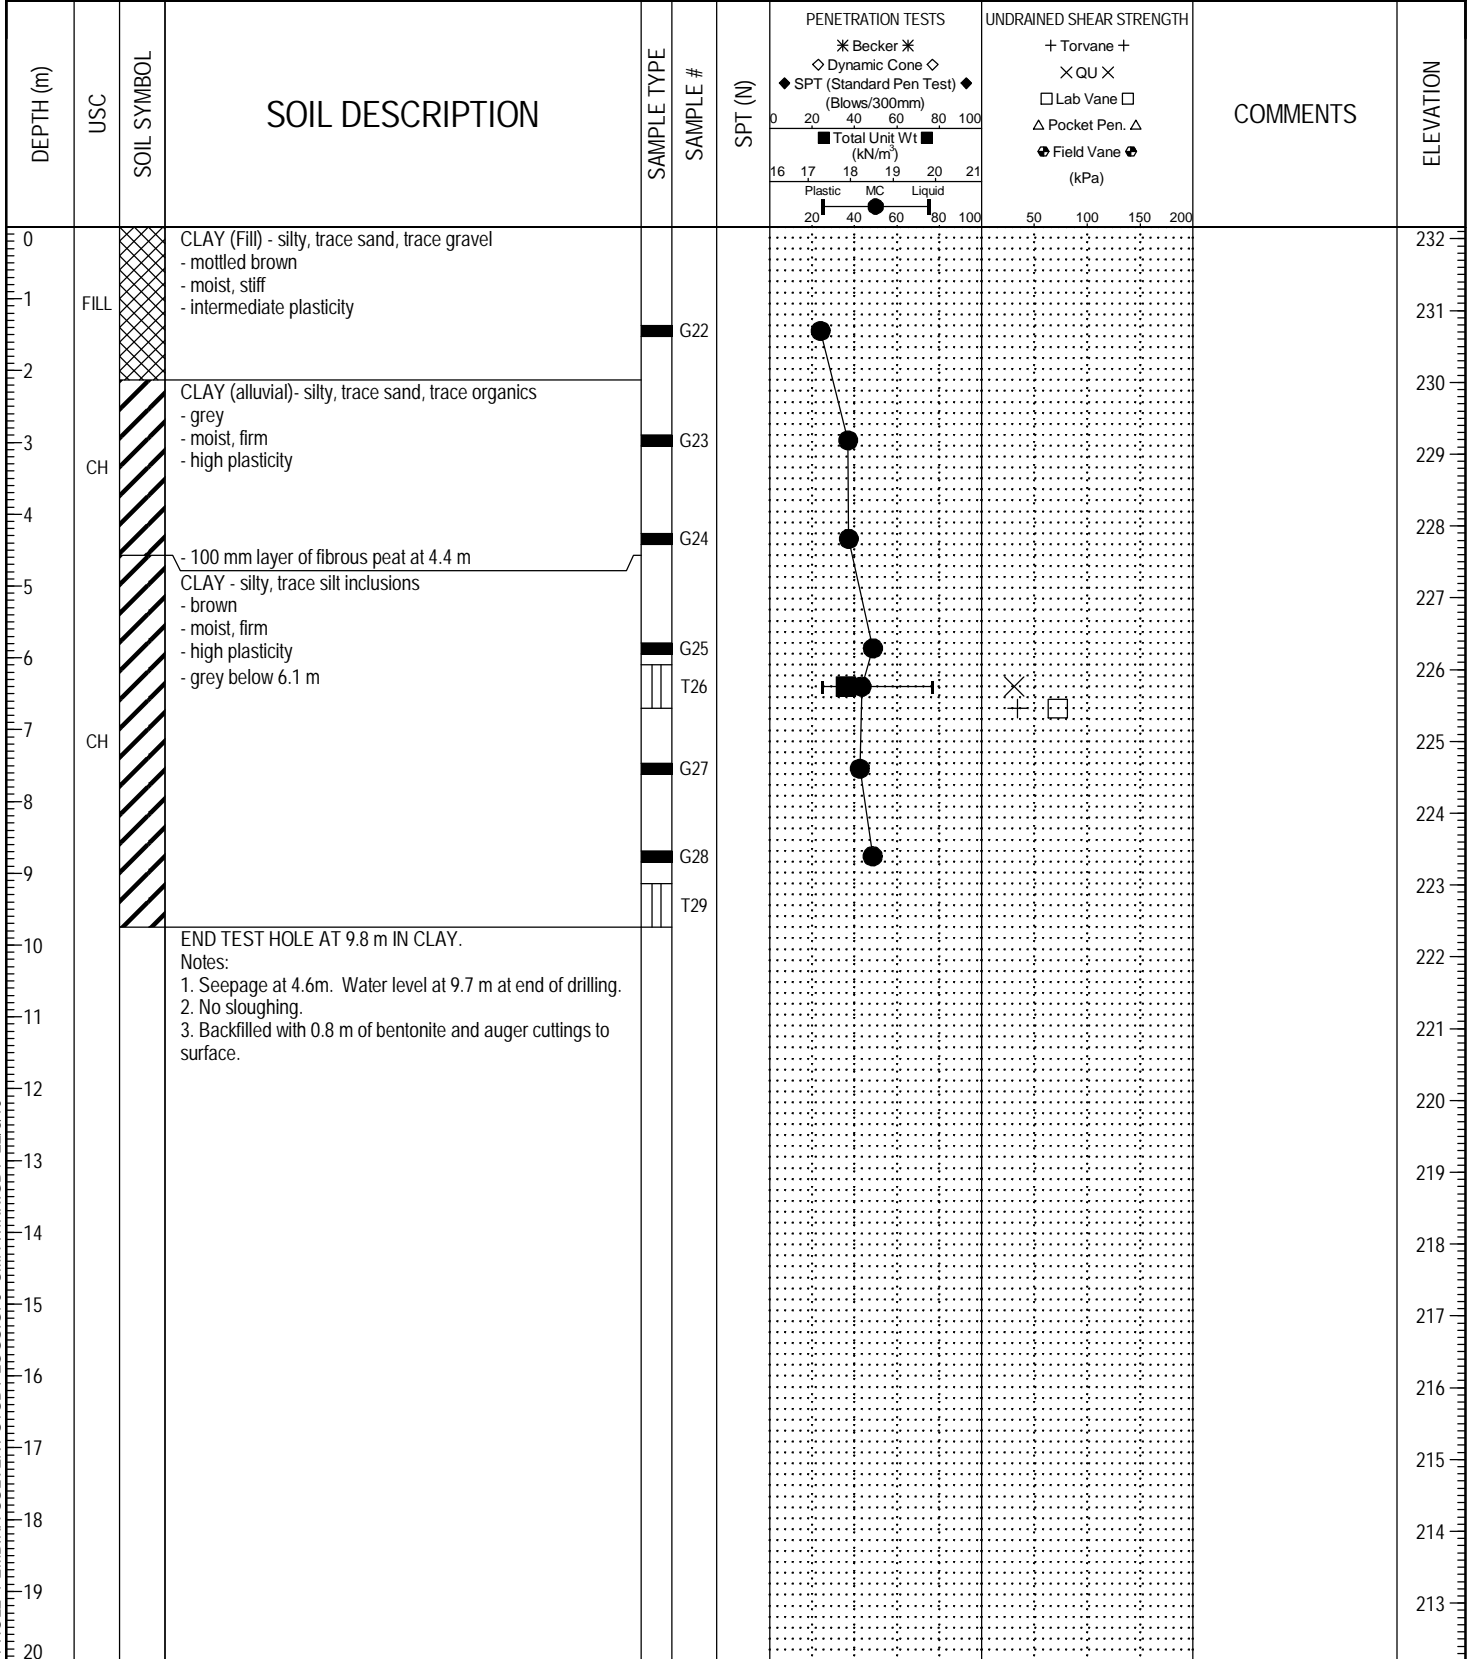 DEPTH (m)
USC
SOIL SYMBOL
SOIL DESCRIPTION
SAMPLE TYPE
SAMPLE #
SPT (N)
PENETRATION TESTS
Becker
Dynamic Cone
SPT (Standard Pen Test)
(Blows/300mm)
0 20 40 60 80 100
Total Unit Wt
(kN/m³)
16 17 18 19 20 21
Plastic MC Liquid
20 40 60 80 100
UNDRAINED SHEAR STRENGTH
+ Torvane +
× QU ×
□ Lab Vane □
△ Pocket Pen. △
Field Vane
(kPa)
50 100 150 200
COMMENTS
ELEVATION
0
1
2
3
4
5
6
7
8
9
10
11
12
13
14
15
16
17
18
19
20
FILL
CH
CH
CLAY (Fill) - silty, trace sand, trace gravel
- mottled brown
- moist, stiff
- intermediate plasticity
CLAY (alluvial)- silty, trace sand, trace organics
- grey
- moist, firm
- high plasticity
- 100 mm layer of fibrous peat at 4.4 m
CLAY - silty, trace silt inclusions
- brown
- moist, firm
- high plasticity
- grey below 6.1 m
END TEST HOLE AT 9.8 m IN CLAY.
Notes:
1. Seepage at 4.6m. Water level at 9.7 m at end of drilling.
2. No sloughing.
3. Backfilled with 0.8 m of bentonite and auger cuttings to
surface.
G22
G23
G24
G25
T26
G27
G28
T29
232
231
230
229
228
227
226
225
224
223
222
221
220
219
218
217
216
215
214
213